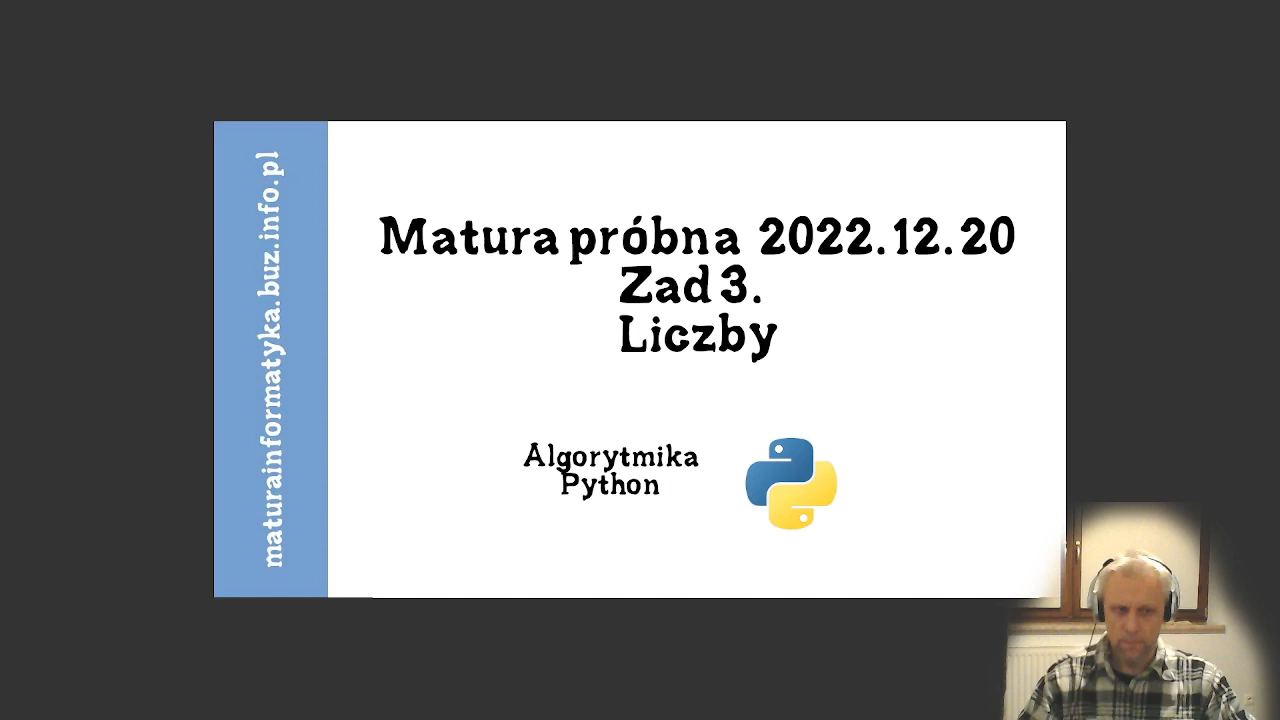 maturainformatyka.buz.info.pl
Matura próbna 2022.12.20
Zad 3.
Liczby
Algorytmika
Python